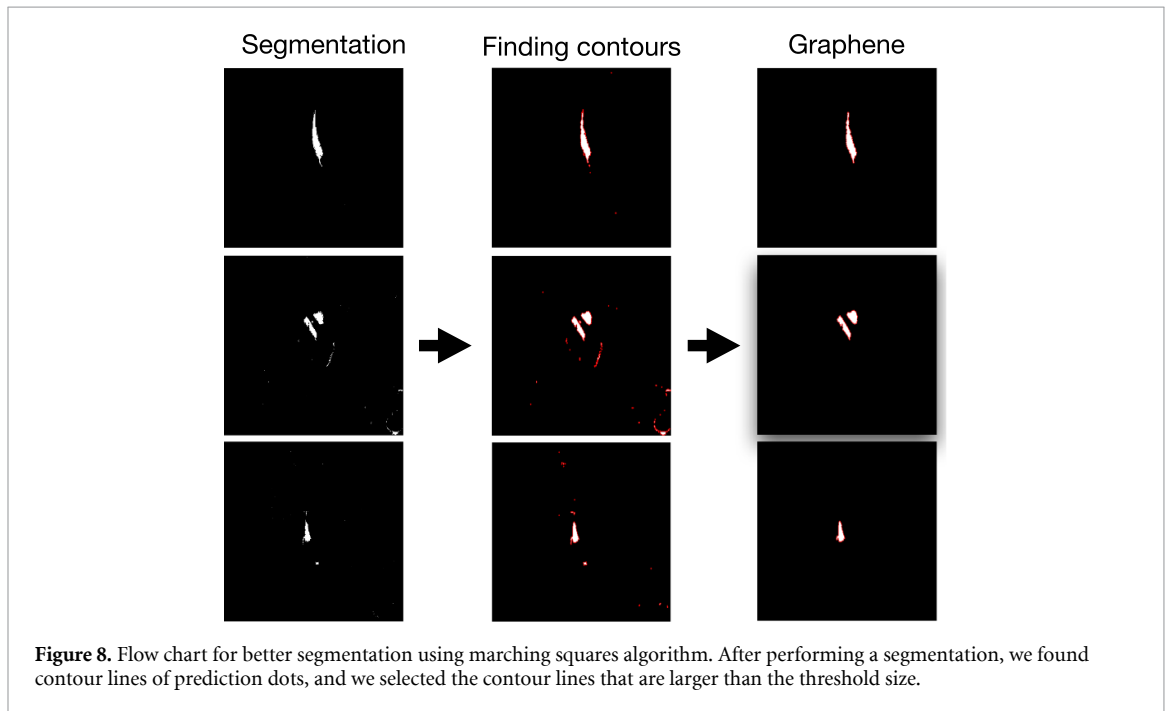 Segmentation
Finding contours
Graphene
Figure 8. Flow chart for better segmentation using marching squares algorithm. After performing a segmentation, we found
contour lines of prediction dots, and we selected the contour lines that are larger than the threshold size.